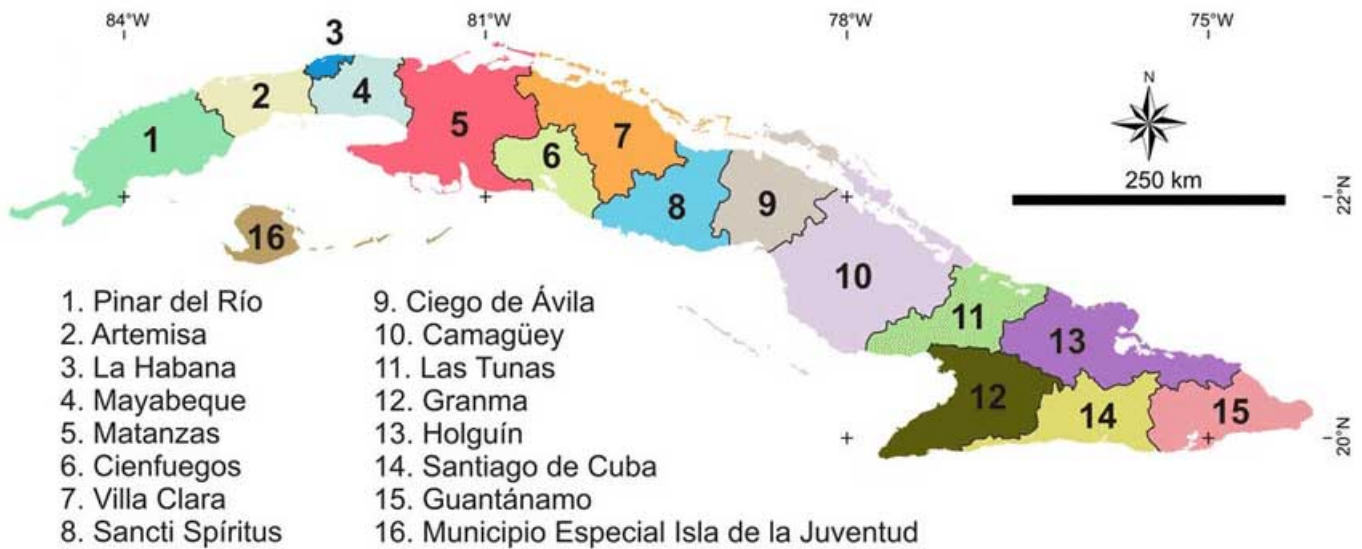 84°W
81°W
78°W
75°W
3
N
2
4
1
5
7
6
250 km
22°N
8
9
16
10
11
13
12
14
15
20°N
1. Pinar del Río
2. Artemisa
3. La Habana
4. Mayabeque
5. Matanzas
6. Cienfuegos
7. Villa Clara
8. Sancti Spíritus
9. Ciego de Ávila
10. Camagüey
11. Las Tunas
12. Granma
13. Holguín
14. Santiago de Cuba
15. Guantánamo
16. Municipio Especial Isla de la Juventud